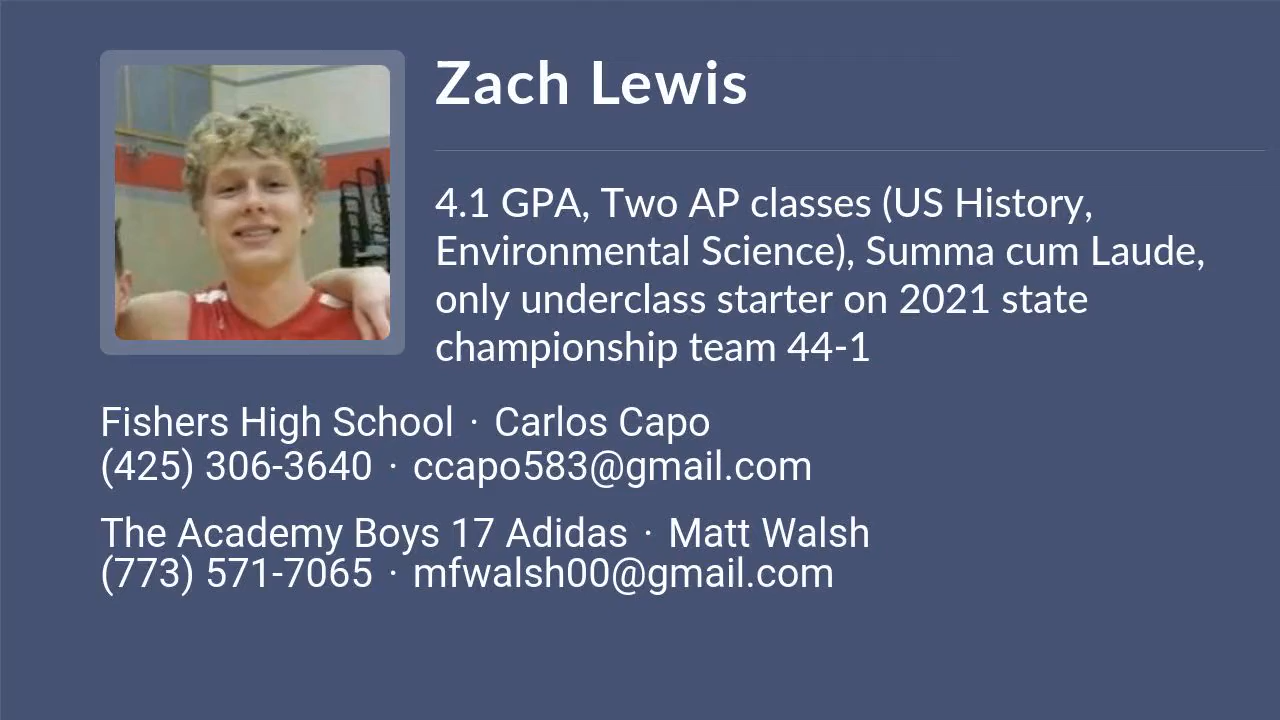 Zach Lewis
4.1 GPA, Two AP classes (US History,
Environmental Science), Summa cum Laude,
only underclass starter on 2021 state
championship team 44-1
Fishers High School · Carlos Capo
(425) 306-3640 · ccapo583@gmail.com
The Academy Boys 17 Adidas · Matt Walsh
(773) 571-7065 · mfwalsh00@gmail.com